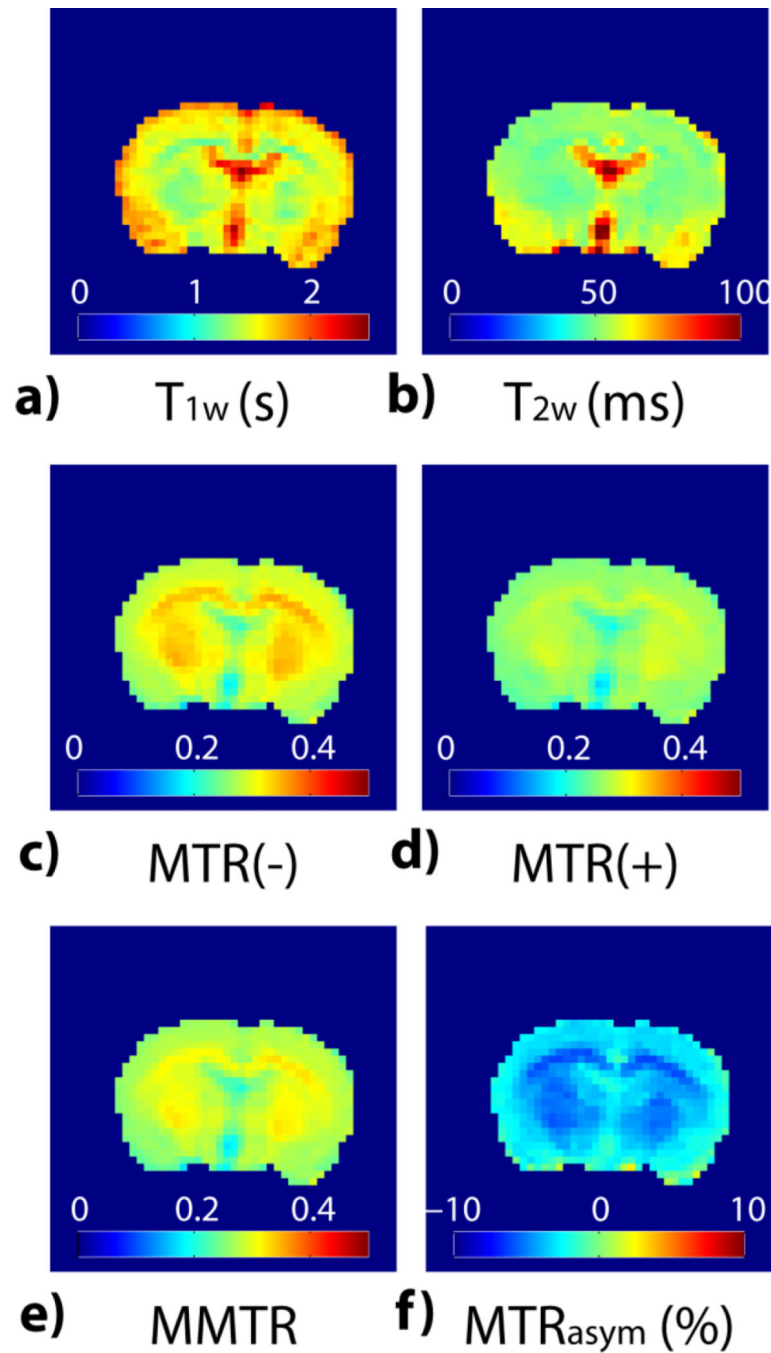 0 1 2
0 50 100
a) T1w (s)
b) T2w (ms)
0 0.2 0.4
0 0.2 0.4
c) MTR(-)
d) MTR(+)
0 0.2 0.4
−10 0 10
e) MMTR
f) MTRasym (%)